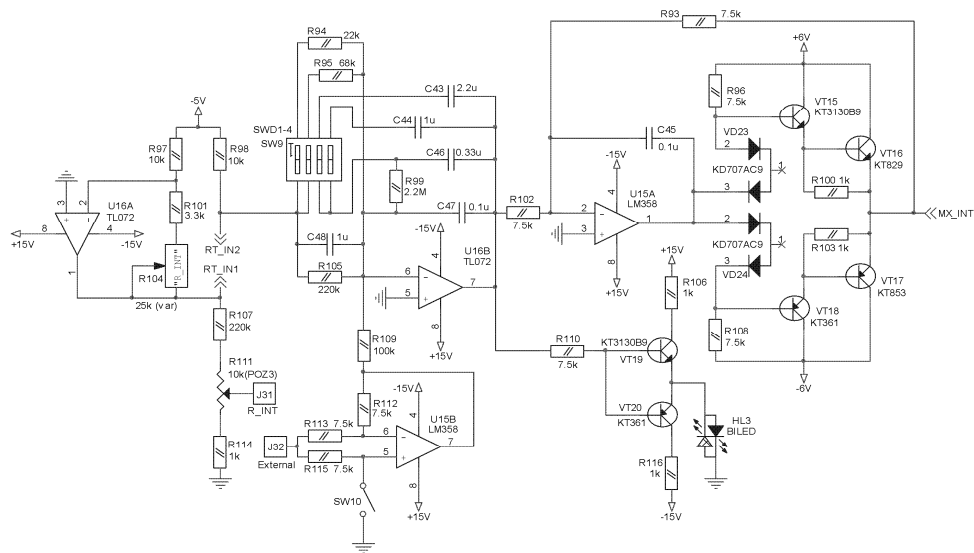 R93 7.5k
R94 22k
+6V
R95 68k
C43 2.2u
R96 7.5k
VT15 KT3130B9
-5V
SWD1-4 SW9
C44 1u
C45 0.1u
VD23
2
1
KD707AC9
3
VT16 KT829
R97 10k
R98 10k
C46 0.33u
R99 2.2M
-15V
4
U15A LM358
R100 1k
U16A TL072
3
2
8
4
+15V
-15V
1
R101 3.3k
C47 0.1u
R102 7.5k
2
3
1
8
+15V
MX_INT
RT_IN2
RT_IN1
C48 1u
-15V
4
U16B TL072
6
5
7
8
+15V
2
1
KD707AC9
3
VD24
R103 1k
VT17 KT853
R104 "R_INT"
25k (var)
R105 220k
+15V
R106 1k
VT18 KT361
R107 220k
R108 7.5k
-6V
R109 100k
R110 7.5k
KT3130B9 VT19
R111 10k(POZ3)
J31
R_INT
R112 7.5k
-15V
4
U15B LM358
6
5
7
8
+15V
VT20 KT361
HL3 BILED
R113 7.5k
J32
External
R115 7.5k
R114 1k
R116 1k
-15V
SW10